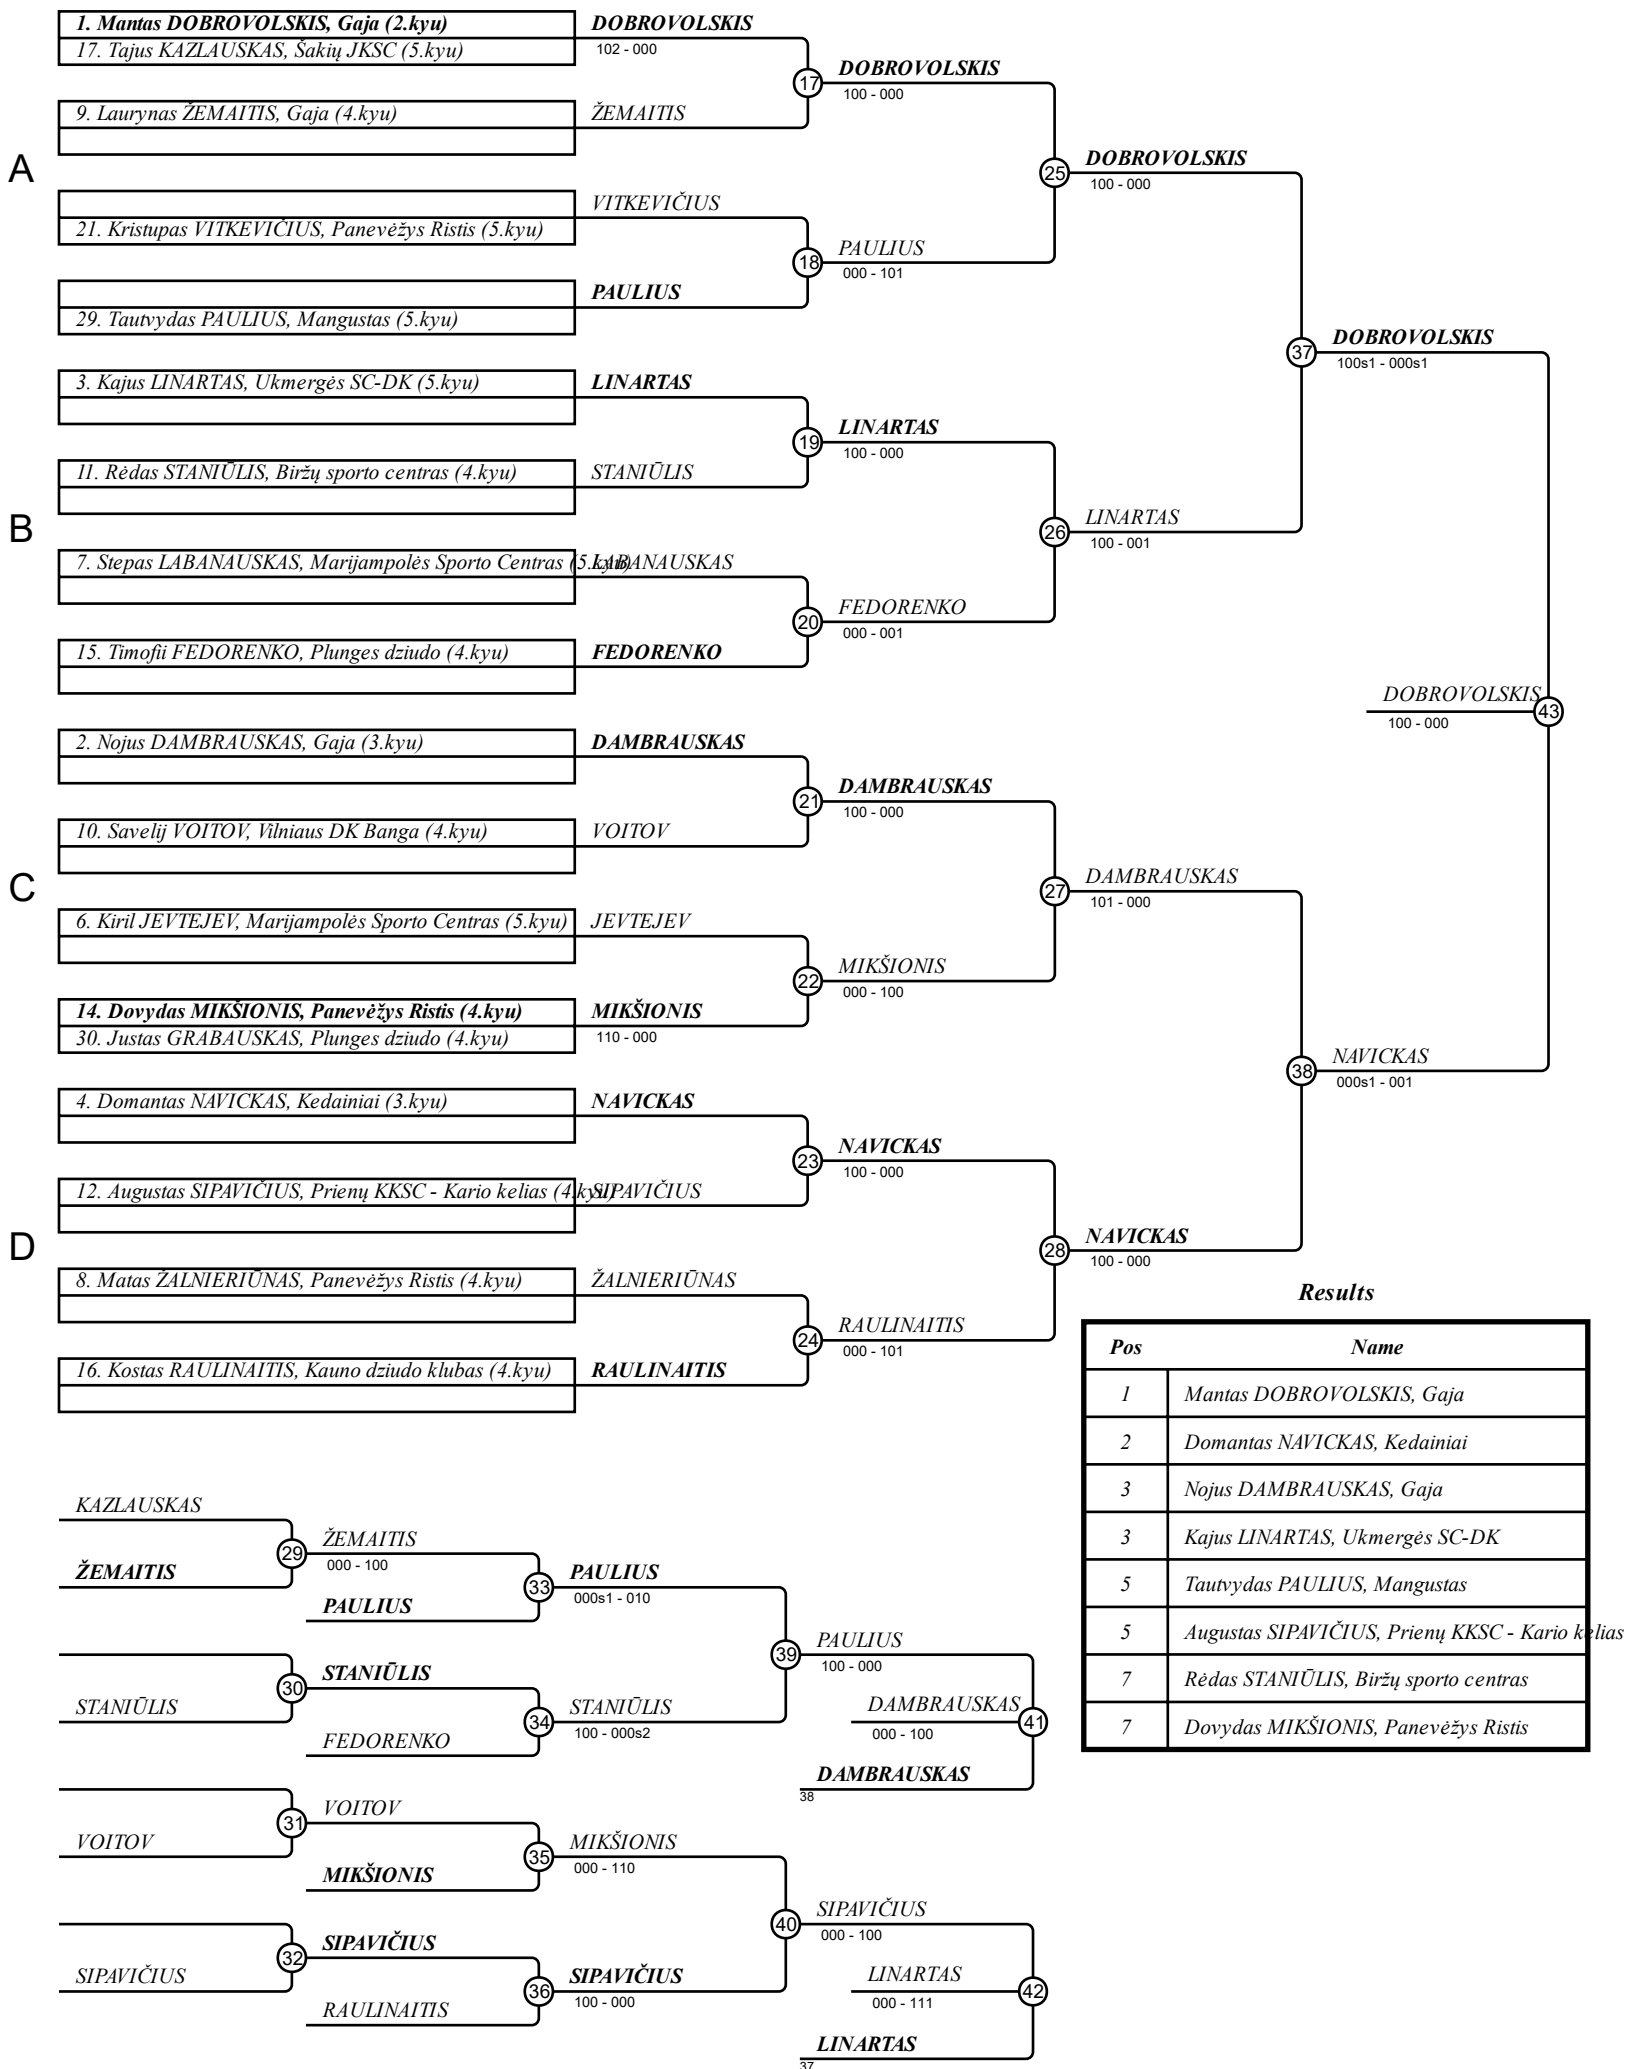 1. Mantas DOBROVOLSKIS, Gaja (2.kyu)
17. Tajus KAZLAUSKAS, Šakių JKSC (5.kyu)
9. Laurynas ŽEMAITIS, Gaja (4.kyu)
A
21. Kristupas VITKEVIČIUS, Panevėžys Ristis (5.kyu)
29. Tautvydas PAULIUS, Mangustas (5.kyu)
3. Kajus LINARTAS, Ukmergės SC-DK (5.kyu)
11. Rėdas STANIŪLIS, Biržų sporto centras (4.kyu)
B
7. Stepas LABANAUSKAS, Marijampolės Sporto Centras (5.kyu)
15. Timofii FEDORENKO, Plunges dziudo (4.kyu)
2. Nojus DAMBRAUSKAS, Gaja (3.kyu)
10. Savelij VOITOV, Vilniaus DK Banga (4.kyu)
C
6. Kiril JEVTEJEV, Marijampolės Sporto Centras (5.kyu)
14. Dovydas MIKŠIONIS, Panevėžys Ristis (4.kyu)
30. Justas GRABAUSKAS, Plunges dziudo (4.kyu)
4. Domantas NAVICKAS, Kedainiai (3.kyu)
12. Augustas SIPAVIČIUS, Prienų KKSC - Kario kelias (4.kyu)
D
8. Matas ŽALNIERIŪNAS, Panevėžys Ristis (4.kyu)
16. Kostas RAULINAITIS, Kauno dziudo klubas (4.kyu)
DOBROVOLSKIS
102 - 000
ŽEMAITIS
VITKEVIČIUS
PAULIUS
LINARTAS
STANIŪLIS
LABANAUSKAS
FEDORENKO
DAMBRAUSKAS
VOITOV
JEVTEJEV
MIKŠIONIS
110 - 000
NAVICKAS
SIPAVIČIUS
ŽALNIERIŪNAS
RAULINAITIS
17
DOBROVOLSKIS
100 - 000
18
PAULIUS
000 - 101
19
LINARTAS
100 - 000
20
FEDORENKO
000 - 001
21
DAMBRAUSKAS
100 - 000
22
MIKŠIONIS
000 - 100
23
NAVICKAS
100 - 000
24
RAULINAITIS
000 - 101
25
DOBROVOLSKIS
100 - 000
26
LINARTAS
100 - 001
27
DAMBRAUSKAS
101 - 000
28
NAVICKAS
100 - 000
37
DOBROVOLSKIS
100s1 - 000s1
38
NAVICKAS
000s1 - 001
DOBROVOLSKIS
43
100 - 000
Results
Pos Name
1 Mantas DOBROVOLSKIS, Gaja
2 Domantas NAVICKAS, Kedainiai
3 Nojus DAMBRAUSKAS, Gaja
3 Kajus LINARTAS, Ukmergės SC-DK
5 Tautvydas PAULIUS, Mangustas
5 Augustas SIPAVIČIUS, Prienų KKSC - Kario kelias
7 Rėdas STANIŪLIS, Biržų sporto centras
7 Dovydas MIKŠIONIS, Panevėžys Ristis
KAZLAUSKAS
ŽEMAITIS
STANIŪLIS
VOITOV
SIPAVIČIUS
29
ŽEMAITIS
000 - 100
PAULIUS
30
STANIŪLIS
FEDORENKO
31
VOITOV
MIKŠIONIS
32
SIPAVIČIUS
RAULINAITIS
33
PAULIUS
000s1 - 010
34
STANIŪLIS
100 - 000s2
35
MIKŠIONIS
000 - 110
36
SIPAVIČIUS
100 - 000
39
PAULIUS
100 - 000
DAMBRAUSKAS
41
000 - 100
DAMBRAUSKAS
38
40
SIPAVIČIUS
000 - 100
LINARTAS
42
000 - 111
LINARTAS
37